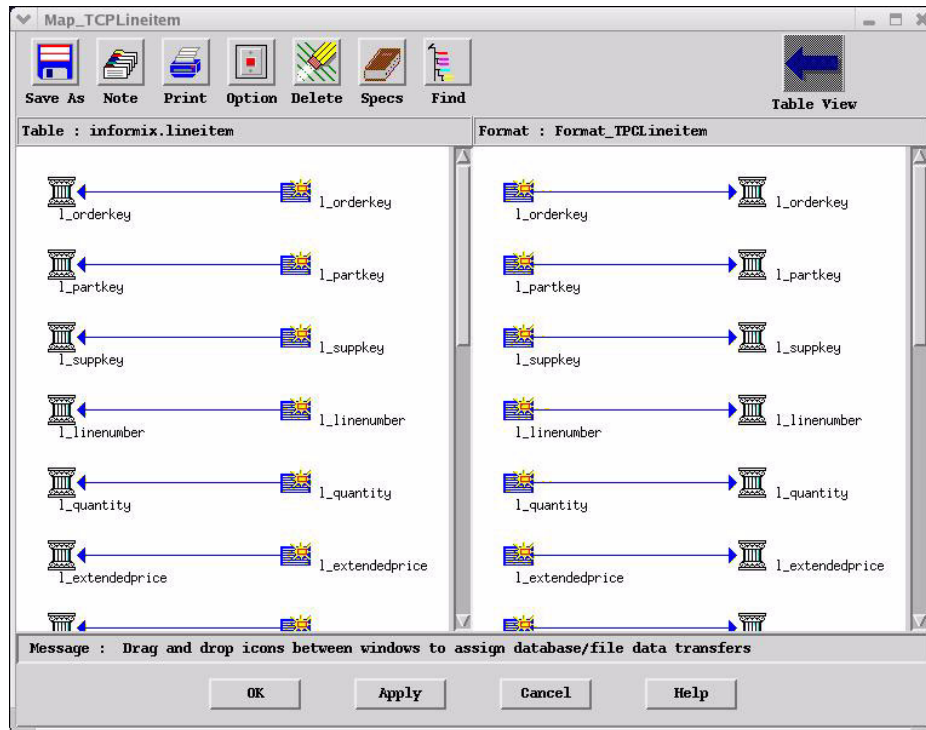 Map_TCPLineitem
Save As Note Print Option Delete Specs Find
Table View
Table : informix.lineitem
Format : Format_TPCLineitem
l_orderkey l_orderkey l_orderkey l_orderkey
l_partkey l_partkey l_partkey l_partkey
l_suppkey l_suppkey l_suppkey l_suppkey
l_linenumber l_linenumber l_linenumber l_linenumber
l_quantity l_quantity l_quantity l_quantity
l_extendedprice l_extendedprice l_extendedprice l_extendedprice
Message : Drag and drop icons between windows to assign database/file data transfers
OK Apply Cancel Help